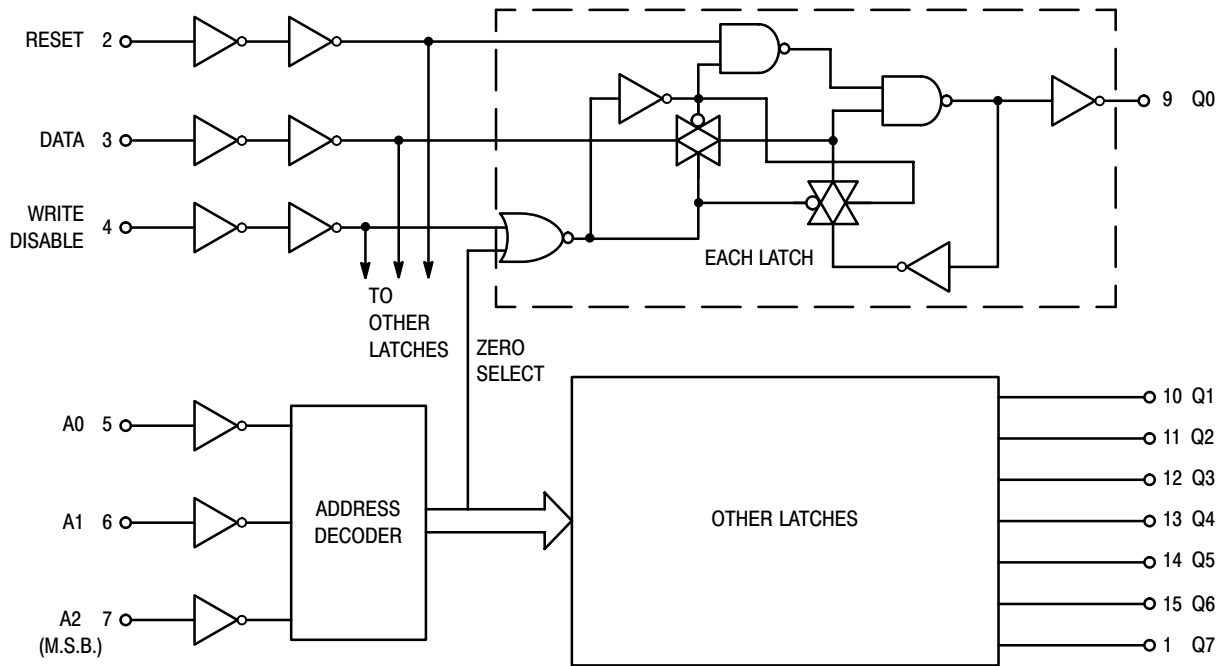 RESET 2
9 Q0
DATA 3
WRITE
DISABLE 4
EACH LATCH
TO
OTHER
LATCHES
ZERO
SELECT
A0 5
A1 6
A2 7
(M.S.B.)
ADDRESS
DECODER
OTHER LATCHES
10 Q1
11 Q2
12 Q3
13 Q4
14 Q5
15 Q6
1 Q7